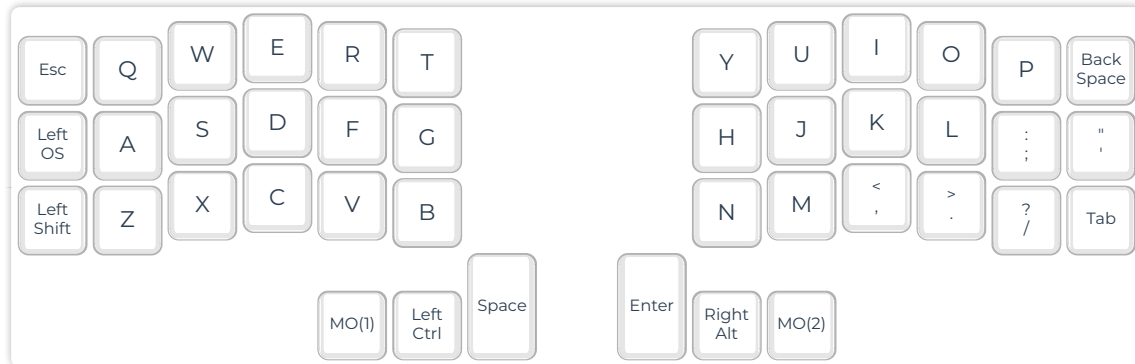 Esc Q W E R T Y U I O P Back Space
Left OS A S D F G H J K L : ; " '
Left Shift Z X C V B N M < , > . ? / Tab
MO(1) Left Ctrl Space Enter Right Alt MO(2)